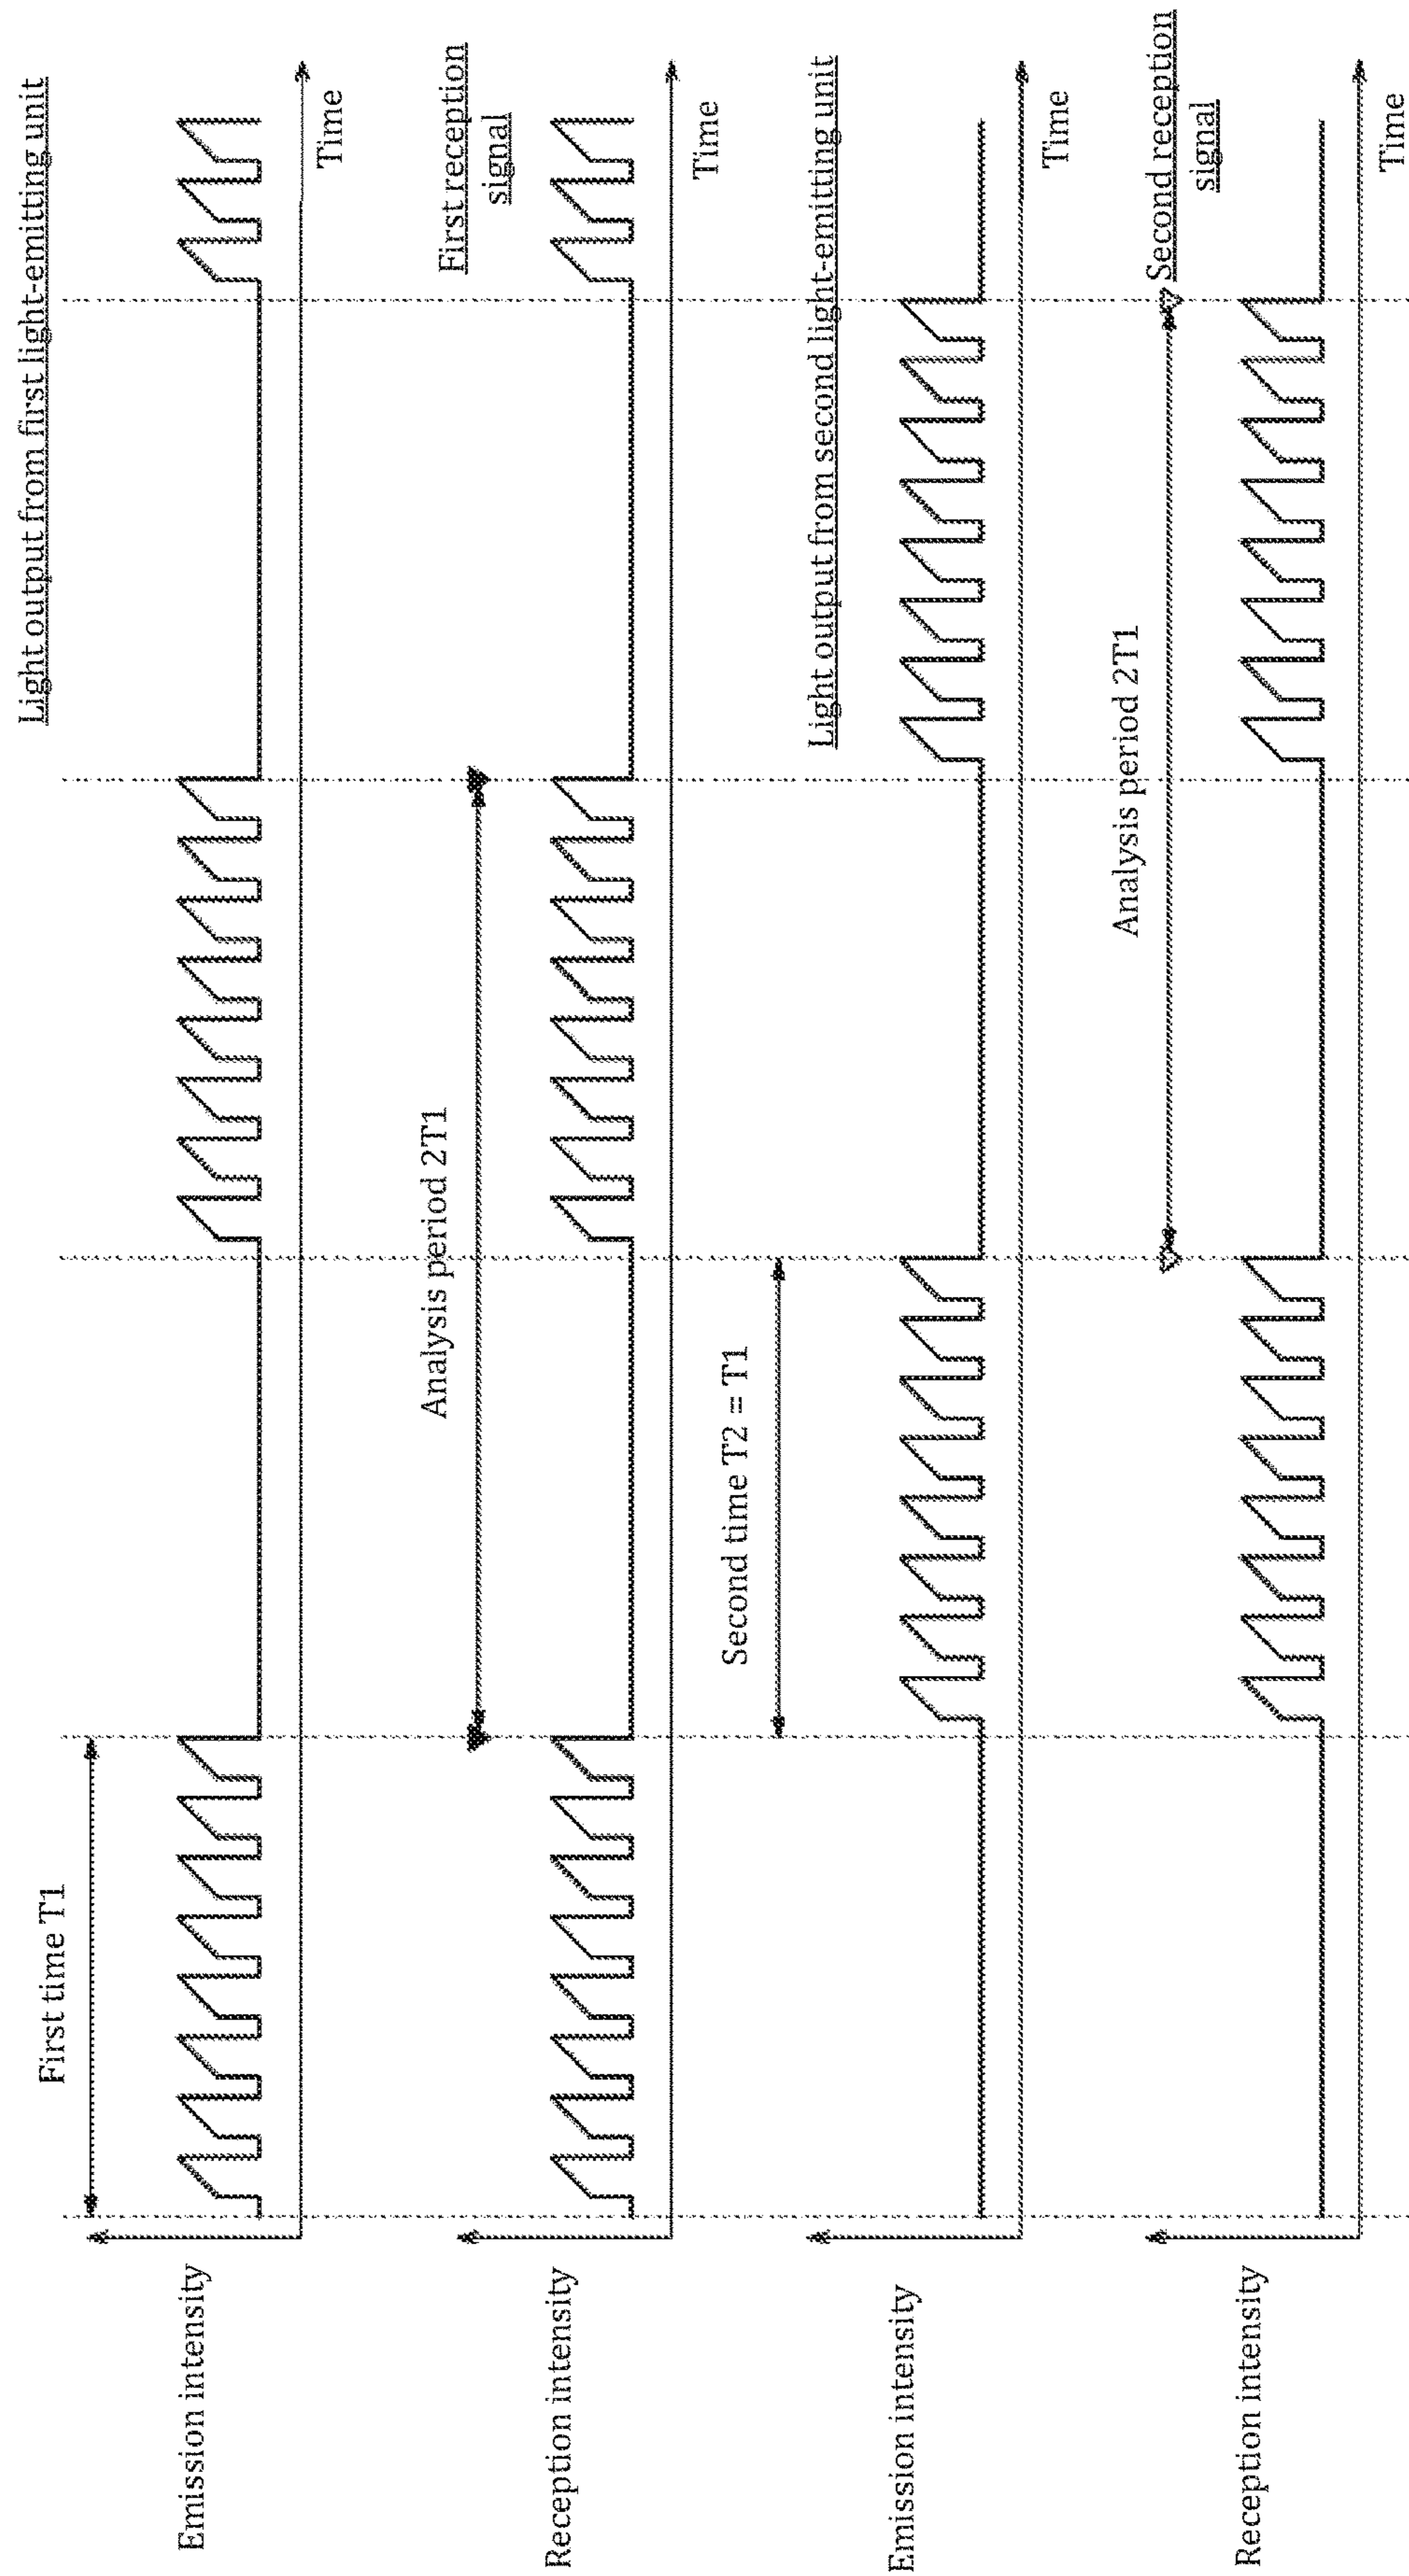 Light output from first light-emitting unit
First time T1
Emission intensity
Time
First reception
signal
Analysis period 2T1
Reception intensity
Time
Light output from second light-emitting unit
Second time T2 = T1
Emission intensity
Time
Second reception
signal
Analysis period 2T1
Reception intensity
Time